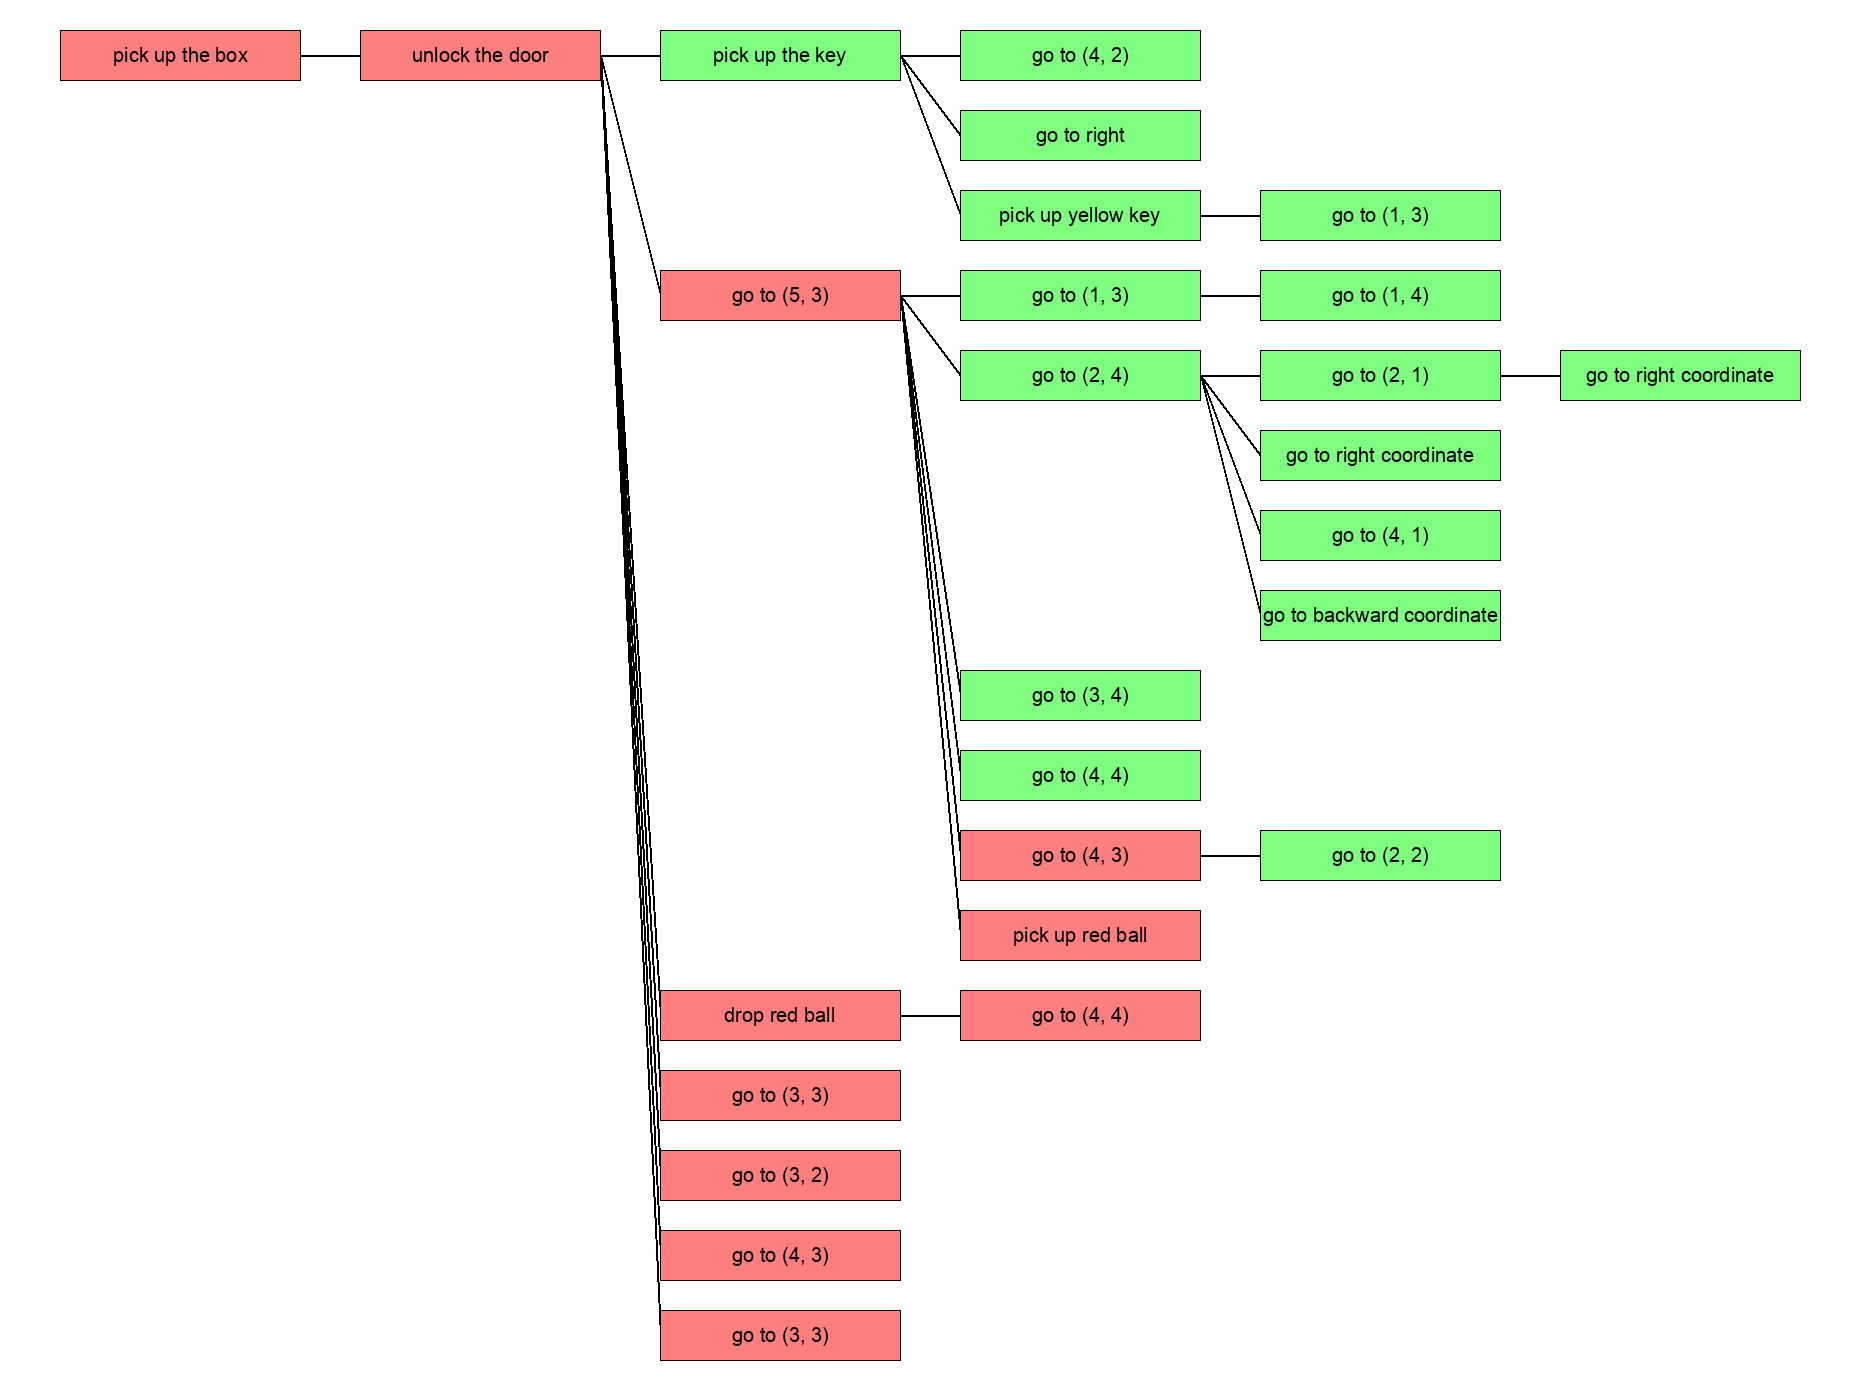 pick up the box
unlock the door
pick up the key
go to (4, 2)
go to right
pick up yellow key
go to (1, 3)
go to (5, 3)
go to (1, 3)
go to (1, 4)
go to (2, 4)
go to (2, 1)
go to right coordinate
go to right coordinate
go to (4, 1)
go to backward coordinate
go to (3, 4)
go to (4, 4)
go to (4, 3)
go to (2, 2)
pick up red ball
drop red ball
go to (4, 4)
go to (3, 3)
go to (3, 2)
go to (4, 3)
go to (3, 3)